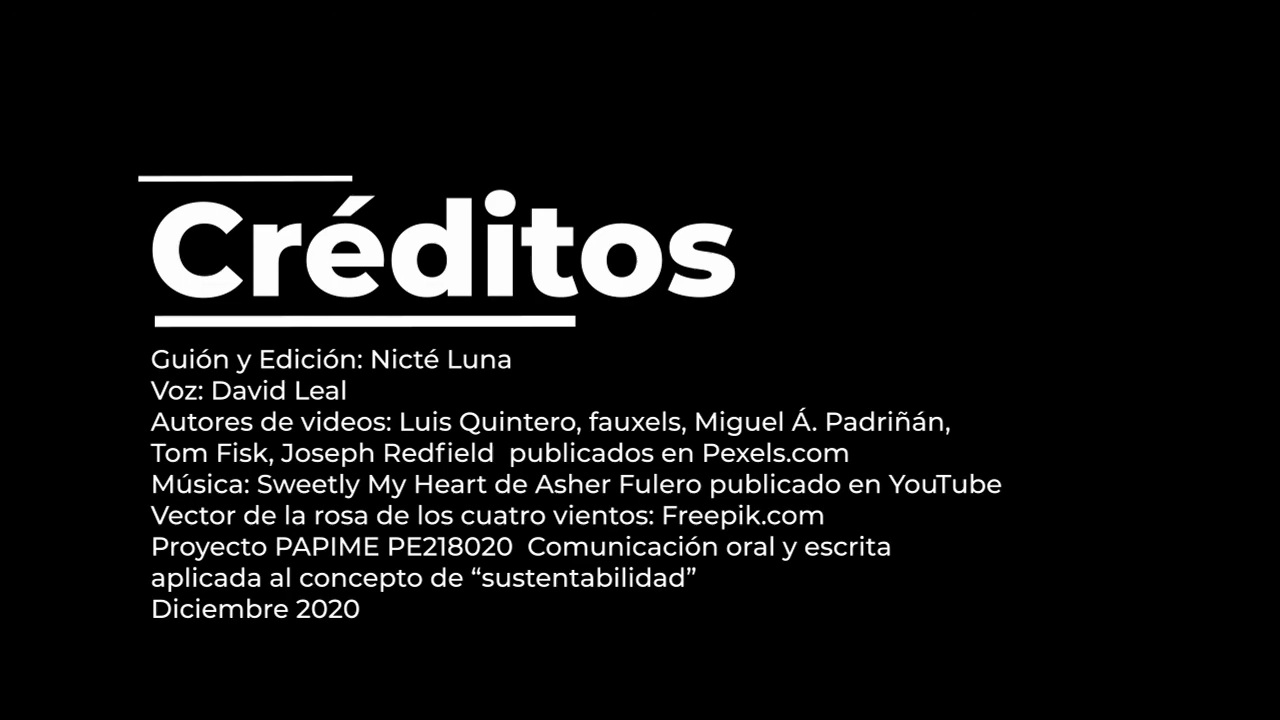 Créditos
Guión y Edición: Nicté Luna
Voz: David Leal
Autores de videos: Luis Quintero, fauxels, Miguel Á. Padriñán,
Tom Fisk, Joseph Redfield  publicados en Pexels.com
Música: Sweetly My Heart de Asher Fulero publicado en YouTube
Vector de la rosa de los cuatro vientos: Freepik.com
Proyecto PAPIME PE218020  Comunicación oral y escrita
aplicada al concepto de “sustentabilidad”
Diciembre 2020